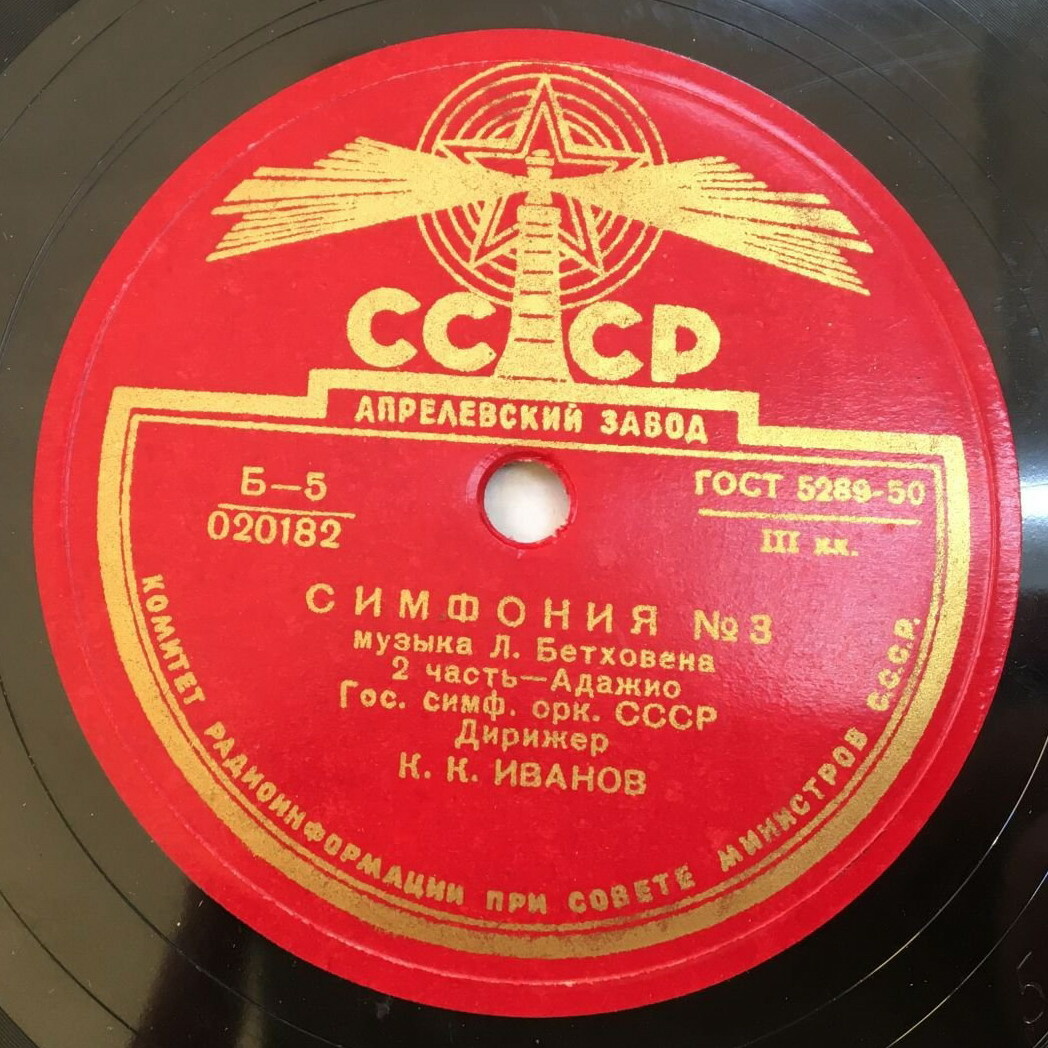 СССР
АПРЕЛЕВСКИЙ ЗАВОД
Б—5
020182
ГОСТ 5289-50
III кл.
СИМФОНИЯ №3
музыка Л. Бетховена
2 часть—Адажио
Гос. симф. орк. СССР
Дирижер
К. К. ИВАНОВ
КОМИТЕТ РАДИОИНФОРМАЦИИ ПРИ СОВЕТЕ МИНИСТРОВ С.С.С.Р.